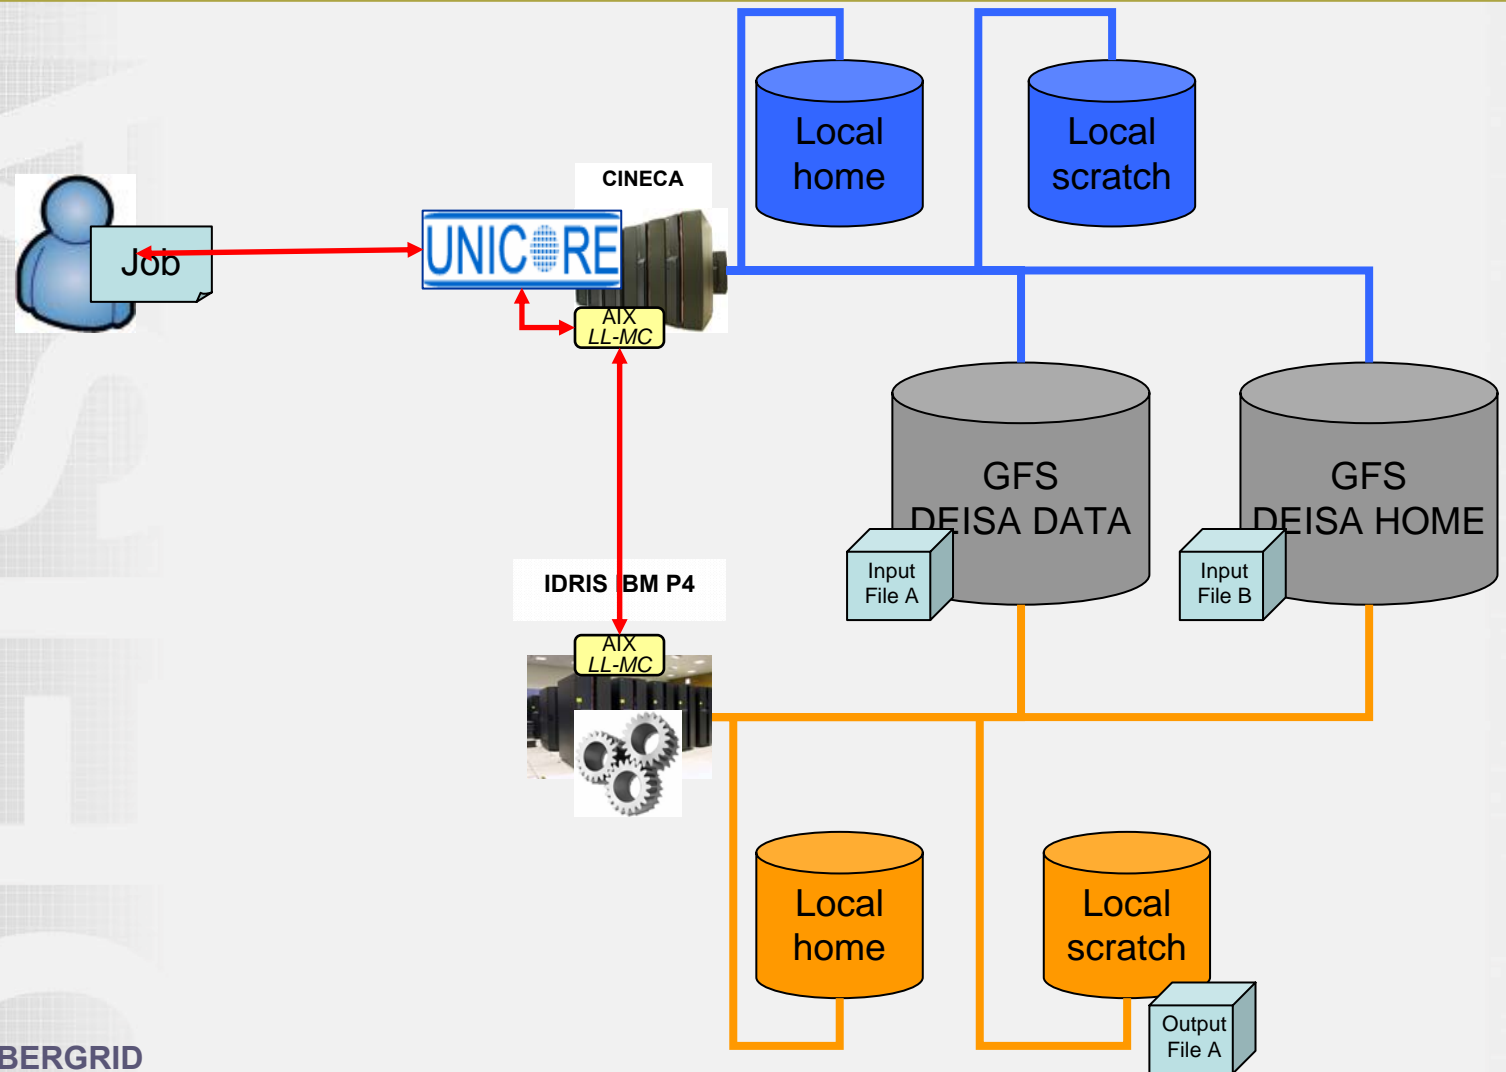 Local
home
Local
scratch
CINECA
UNICORE
Job
AIX
LL-MC
GFS
DEISA DATA
GFS
DEISA HOME
Input
File A
Input
File B
IDRIS IBM P4
AIX
LL-MC
Local
home
Local
scratch
Output
File A
BERGRID